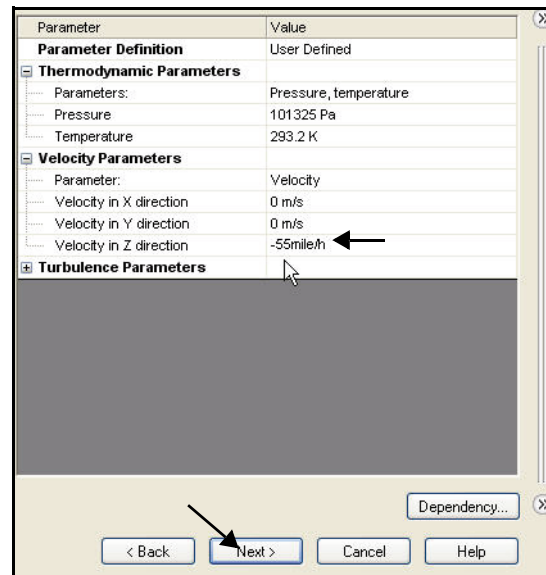 Parameter Value
Parameter Definition User Defined
Thermodynamic Parameters
Parameters: Pressure, temperature
Pressure 101325 Pa
Temperature 293.2 K
Velocity Parameters
Parameter: Velocity
Velocity in X direction 0 m/s
Velocity in Y direction 0 m/s
Velocity in Z direction -55mile/h
Turbulence Parameters
Dependency...
< Back Next > Cancel Help